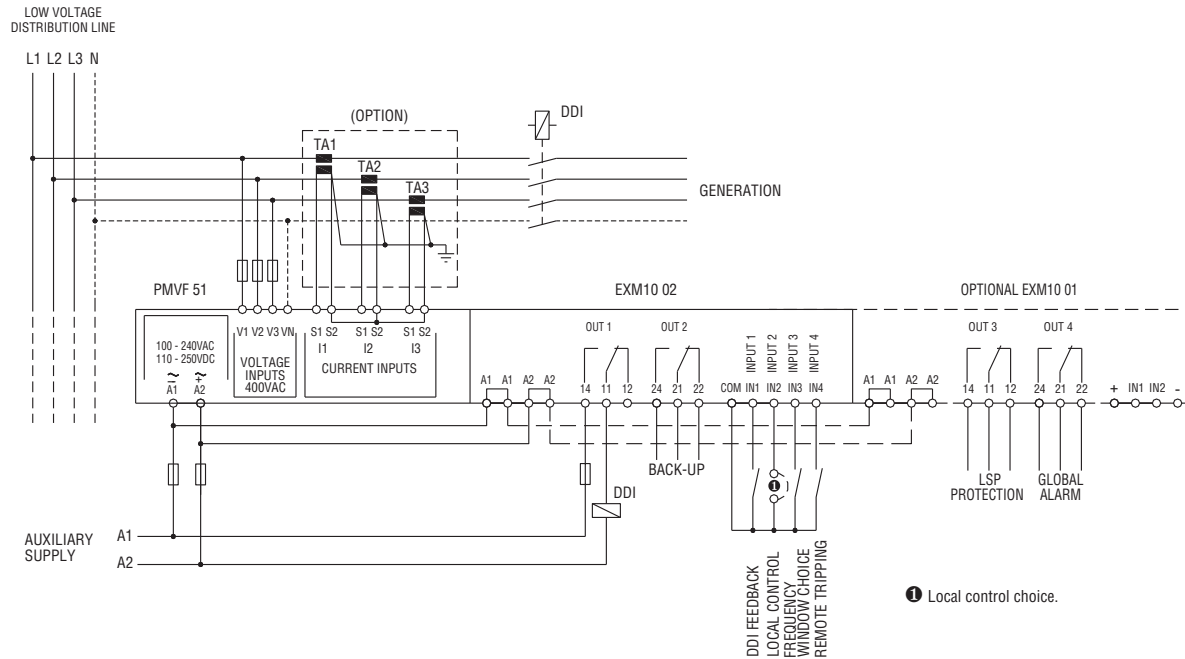 LOW VOLTAGE
DISTRIBUTION LINE
L1 L2 L3 N
(OPTION)
DDI
TA1
TA2
TA3
GENERATION
PMVF 51
EXM10 02
OPTIONAL EXM10 01
100 - 240VAC
110 - 250VDC
~ ~
– +
A1 A2
V1 V2 V3 VN
VOLTAGE
INPUTS
400VAC
S1 S2 S1 S2 S1 S2
I1 I2 I3
CURRENT INPUTS
A1 A1 A2 A2
OUT 1
14 11 12
OUT 2
24 21 22
INPUT 1
INPUT 2
INPUT 3
INPUT 4
COM IN1 IN2 IN3 IN4
A1 A1 A2 A2
OUT 3
14 11 12
OUT 4
24 21 22
+ IN1 IN2 -
BACK-UP
DDI
❶
LSP
PROTECTION
GLOBAL
ALARM
AUXILIARY
SUPPLY
A1
A2
DDI FEEDBACK
LOCAL CONTROL
FREQUENCY
WINDOW CHOICE
REMOTE TRIPPING
❶ Local control choice.